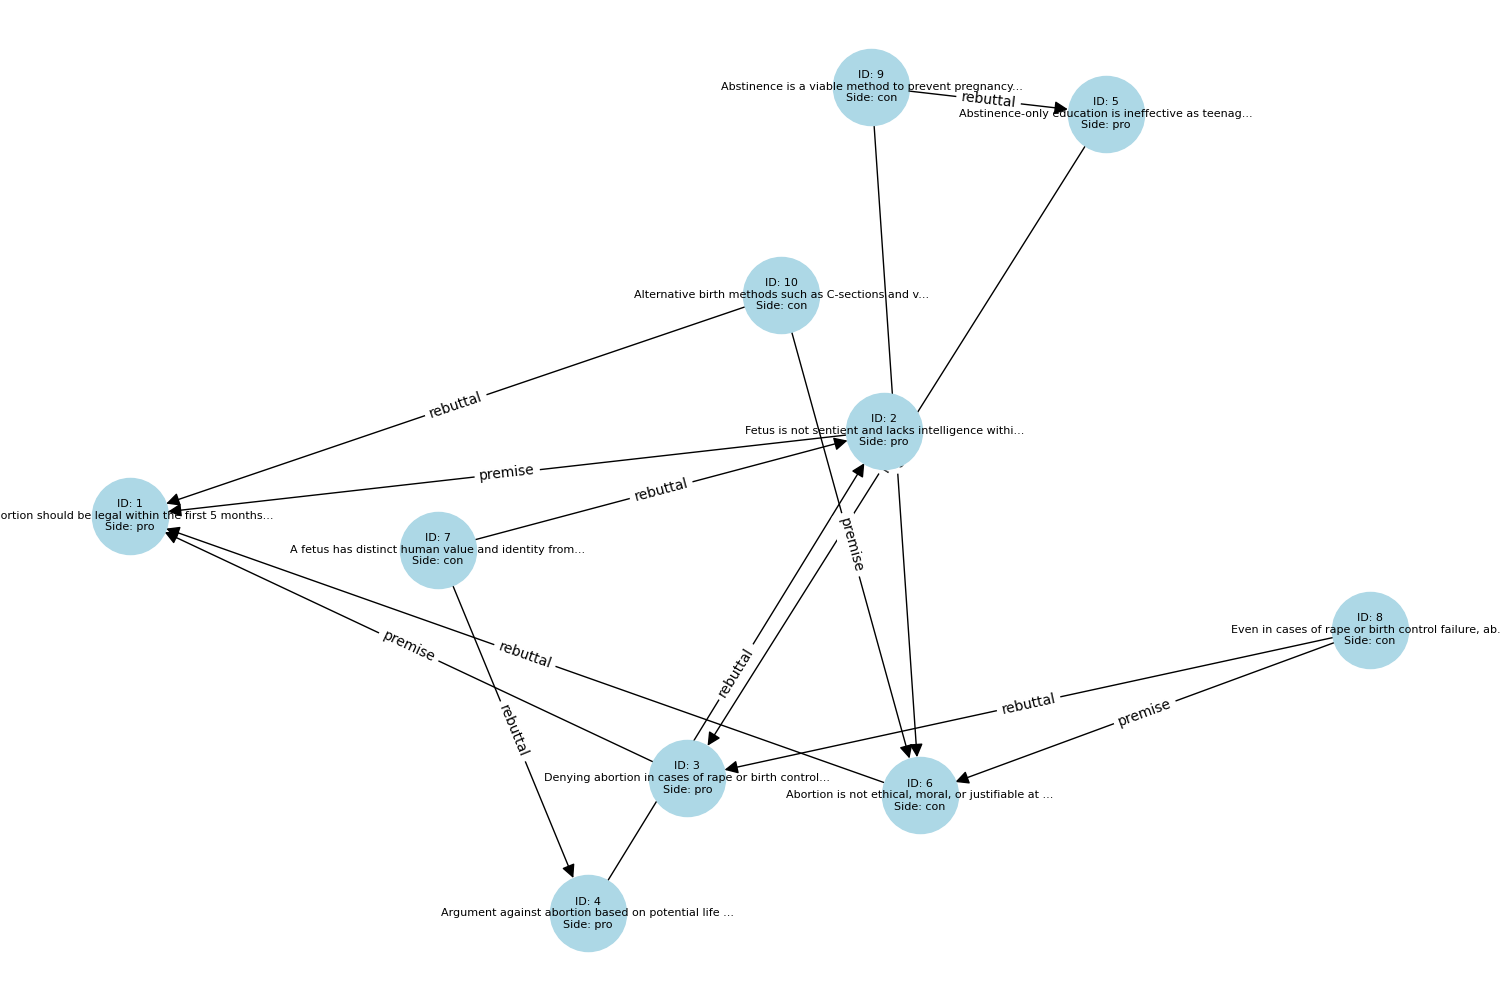 ID: 9
Abstinence is a viable method to prevent pregnancy...
Side: con
rebuttal
ID: 5
Abstinence-only education is ineffective as teenag...
Side: pro
ID: 10
Alternative birth methods such as C-sections and v...
Side: con
rebuttal
ID: 2
Fetus is not sentient and lacks intelligence withi...
Side: pro
premise
rebuttal
ID: 1
ortion should be legal within the first 5 months...
Side: pro
ID: 7
A fetus has distinct human value and identity from...
Side: con
premise
ID: 8
Even in cases of rape or birth control failure, ab.
Side: con
premise
rebuttal
rebuttal
rebuttal
rebuttal
premise
ID: 3
Denying abortion in cases of rape or birth control...
Side: pro
ID: 6
Abortion is not ethical, moral, or justifiable at ...
Side: con
ID: 4
Argument against abortion based on potential life ...
Side: pro